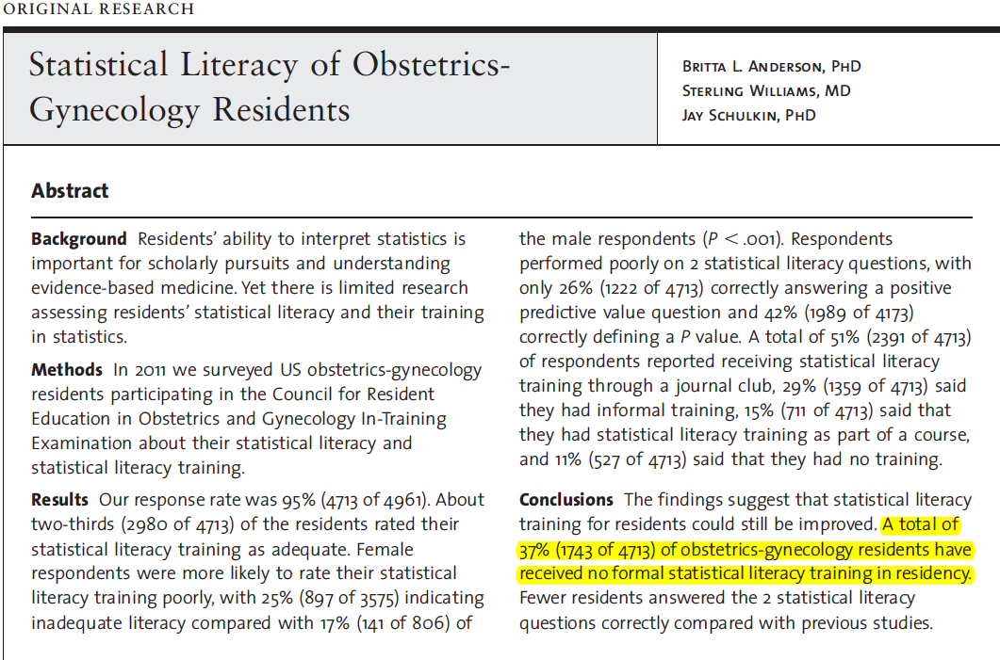 ORIGINAL RESEARCH
Statistical Literacy of Obstetrics-
Gynecology Residents
BRITTA L. ANDERSON, PHD
STERLING WILLIAMS, MD
JAY SCHULKIN, PHD
Abstract
Background Residents' ability to interpret statistics is
important for scholarly pursuits and understanding
evidence-based medicine. Yet there is limited research
assessing residents' statistical literacy and their training
in statistics.
Methods In 2011 we surveyed US obstetrics-gynecology
residents participating in the Council for Resident
Education in Obstetrics and Gynecology In-Training
Examination about their statistical literacy and
statistical literacy training.
Results Our response rate was 95% (4713 of 4961). About
two-thirds (2980 of 4713) of the residents rated their
statistical literacy training as adequate. Female
respondents were more likely to rate their statistical
literacy training poorly, with 25% (897 of 3575) indicating
inadequate literacy compared with 17% (141 of 806) of
the male respondents (P < .001). Respondents
performed poorly on 2 statistical literacy questions, with
only 26% (1222 of 4713) correctly answering a positive
predictive value question and 42% (1989 of 4173)
correctly defining a P value. A total of 51% (2391 of 4713)
of respondents reported receiving statistical literacy
training through a journal club, 29% (1359 of 4713) said
they had informal training, 15% (711 of 4713) said that
they had statistical literacy training as part of a course,
and 11% (527 of 4713) said that they had no training.
Conclusions The findings suggest that statistical literacy
training for residents could still be improved. A total of
37% (1743 of 4713) of obstetrics-gynecology residents have
received no formal statistical literacy training in residency.
Fewer residents answered the 2 statistical literacy
questions correctly compared with previous studies.